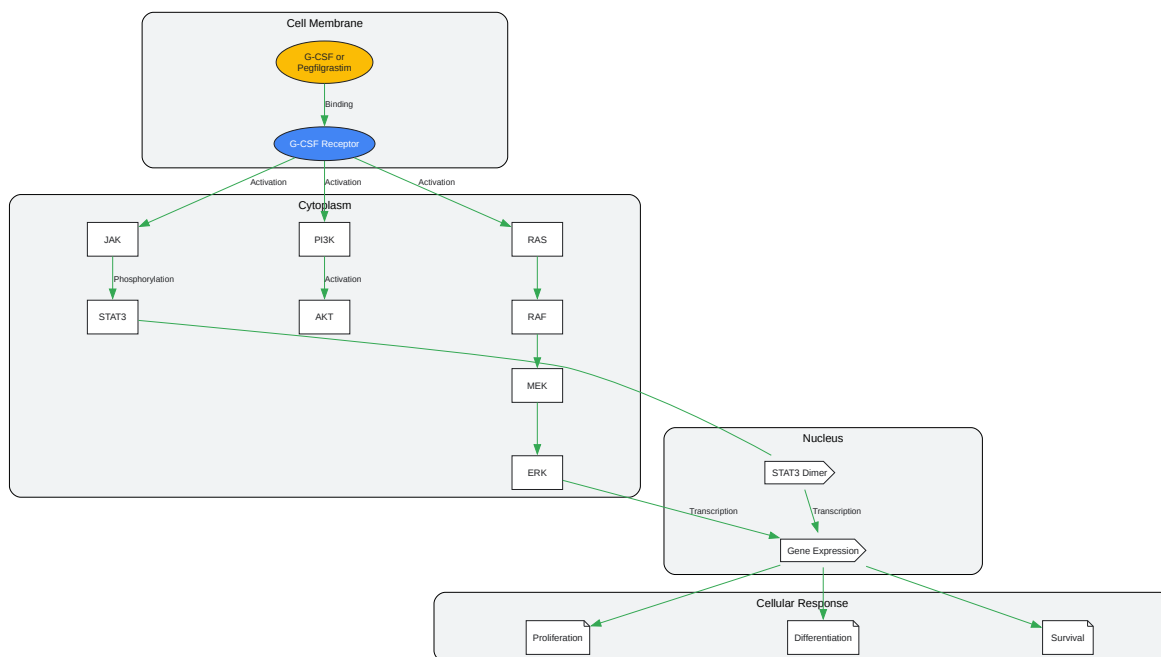 Cell Membrane
G-CSF or
Pegfilgrastim
Binding
G-CSF Receptor
Activation
Activation
Activation
Cytoplasm
JAK
PI3K
RAS
Phosphorylation
Activation
STAT3
AKT
RAF
MEK
Nucleus
ERK
STAT3 Dimer
Transcription
Transcription
Gene Expression
Cellular Response
Proliferation
Differentiation
Survival